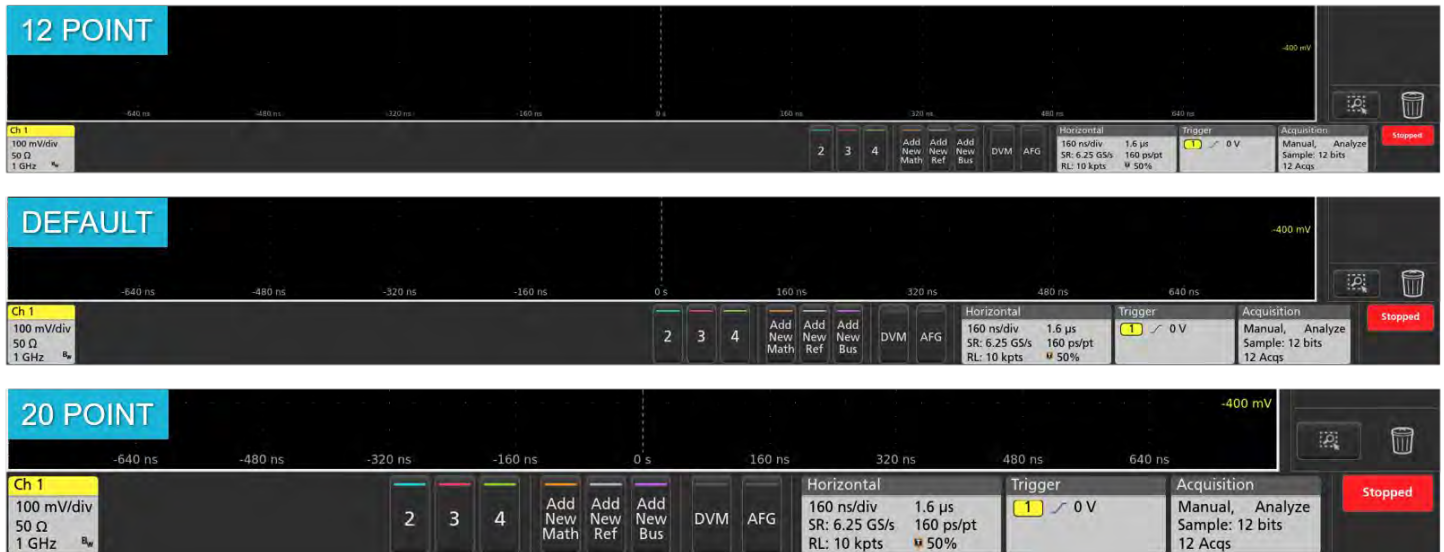 12 POINT
-400 mV
-640 ns -480 ns -320 ns -160 ns 0 s 160 ns 320 ns 480 ns 640 ns
Ch 1
100 mV/div
50 Ω
1 GHz Bw
2 3 4
Add New Math
Add New Ref
Add New Bus
DVM AFG
Horizontal
160 ns/div 1.6 µs
SR: 6.25 GS/s 160 ps/pt
RL: 10 kpts 50%
Trigger
1 0 V
Acquisition
Manual, Analyze
Sample: 12 bits
12 Acqs
Stopped
DEFAULT
-400 mV
-640 ns -480 ns -320 ns -160 ns 0 s 160 ns 320 ns 480 ns 640 ns
Ch 1
100 mV/div
50 Ω
1 GHz Bw
2 3 4
Add New Math
Add New Ref
Add New Bus
DVM AFG
Horizontal
160 ns/div 1.6 µs
SR: 6.25 GS/s 160 ps/pt
RL: 10 kpts 50%
Trigger
1 0 V
Acquisition
Manual, Analyze
Sample: 12 bits
12 Acqs
Stopped
20 POINT
-400 mV
-640 ns -480 ns -320 ns -160 ns 0 s 160 ns 320 ns 480 ns 640 ns
Ch 1
100 mV/div
50 Ω
1 GHz Bw
2 3 4
Add New Math
Add New Ref
Add New Bus
DVM AFG
Horizontal
160 ns/div 1.6 µs
SR: 6.25 GS/s 160 ps/pt
RL: 10 kpts 50%
Trigger
1 0 V
Acquisition
Manual, Analyze
Sample: 12 bits
12 Acqs
Stopped